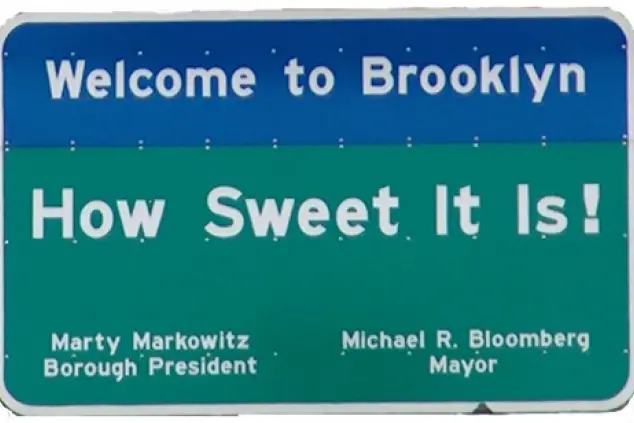 Welcome to Brooklyn
How Sweet It Is!
Marty Markowitz
Borough President
Michael R. Bloomberg
Mayor